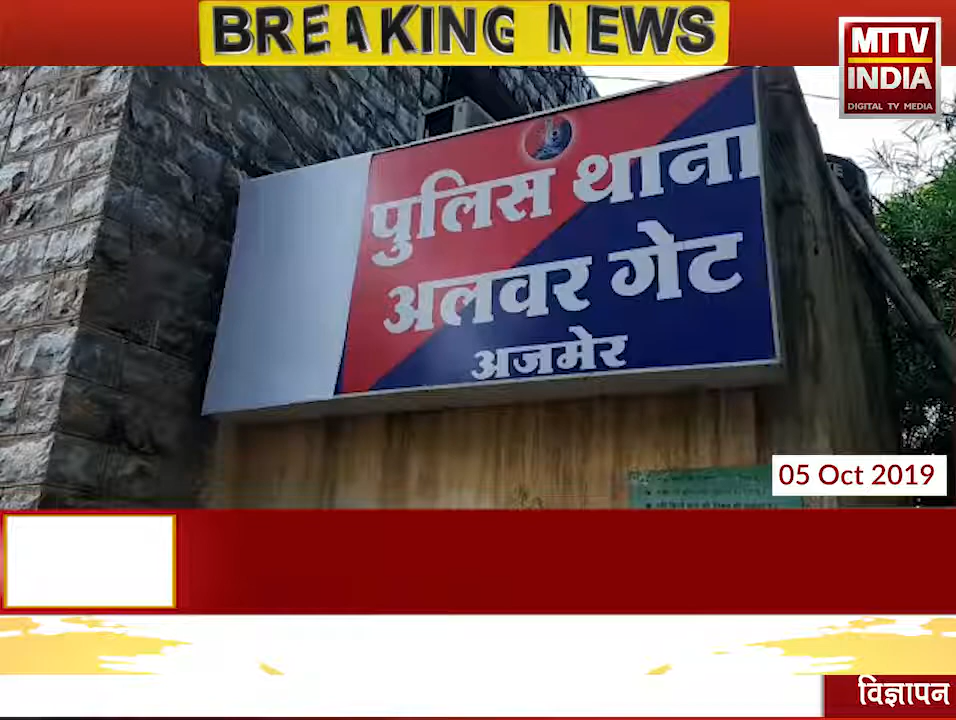 BREAKING NEWS
MTTV
INDIA
DIGITAL TV MEDIA
पुलिस थाना
अलवर गेट
अजमेर
05 Oct 2019
विज्ञापन